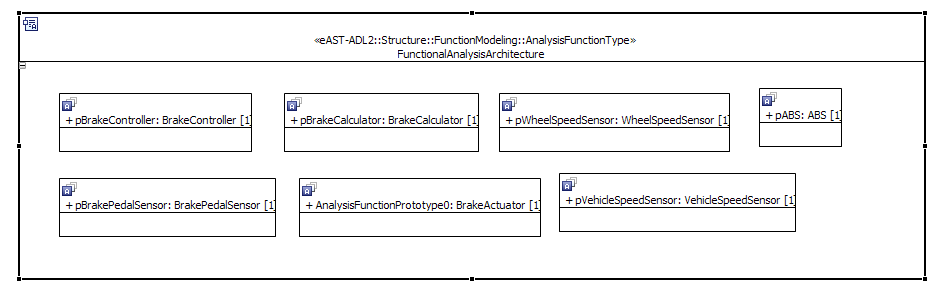 «eAST-ADL2::Structure::FunctionModeling::AnalysisFunctionType»
FunctionalAnalysisArchitecture
+ pBrakeController: BrakeController [1]
+ pBrakeCalculator: BrakeCalculator [1]
+ pWheelSpeedSensor: WheelSpeedSensor [1]
+ pABS: ABS [1]
+ pBrakePedalSensor: BrakePedalSensor [1]
+ AnalysisFunctionPrototype0: BrakeActuator [1]
+ pVehicleSpeedSensor: VehicleSpeedSensor [1]